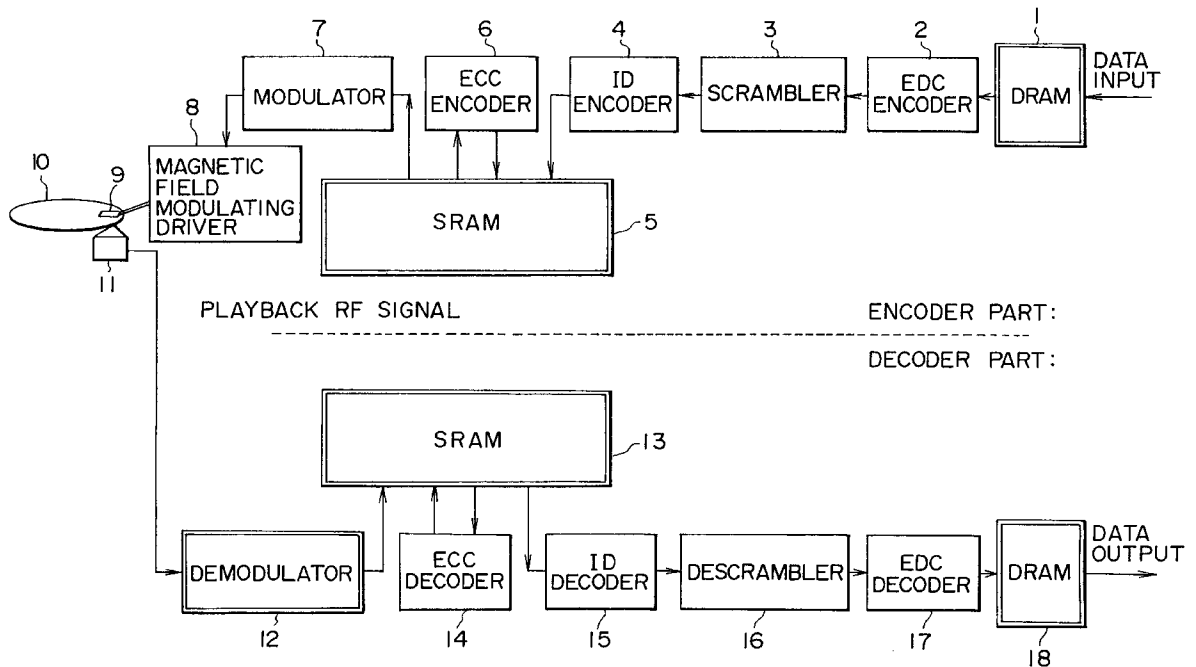 7
6
4
3
2
1
MODULATOR
ECC
ENCODER
ID
ENCODER
SCRAMBLER
EDC
ENCODER
DRAM
DATA
INPUT
8
10
9
MAGNETIC
FIELD
MODULATING
DRIVER
SRAM
5
11
PLAYBACK RF SIGNAL
ENCODER PART:
DECODER PART:
SRAM
13
DEMODULATOR
ECC
DECODER
ID
DECODER
DESCRAMBLER
EDC
DECODER
DRAM
DATA
OUTPUT
12
14
15
16
17
18